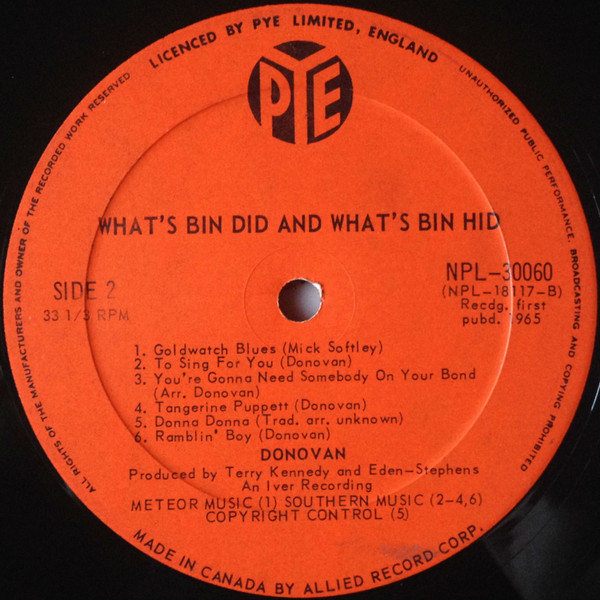 LICENCED BY PYE LIMITED, ENGLAND
UNAUTHORIZED PUBLIC PERFORMANCE, BROADCASTING AND COPYING PROHIBITED
ALL RIGHTS OF THE MANUFACTURERS AND OWNER OF THE RECORDED WORK RESERVED
PYE
WHAT'S BIN DID AND WHAT'S BIN HID
SIDE 2
33 1/3 RPM
NPL-30060
(NPL-18117-B)
Recdg. first
pubd. 1965
1. Goldwatch Blues (Mick Softley)
2. To Sing For You (Donovan)
3. You're Gonna Need Somebody On Your Bond
(Arr. Donovan)
4. Tangerine Puppett (Donovan)
5. Donna Donna (Trad. arr. unknown)
6. Ramblin' Boy (Donovan)
DONOVAN
Produced by Terry Kennedy and Eden-Stephens
An Iver Recording
METEOR MUSIC (1) SOUTHERN MUSIC (2-4,6)
COPYRIGHT CONTROL (5)
MADE IN CANADA BY ALLIED RECORD CORP.